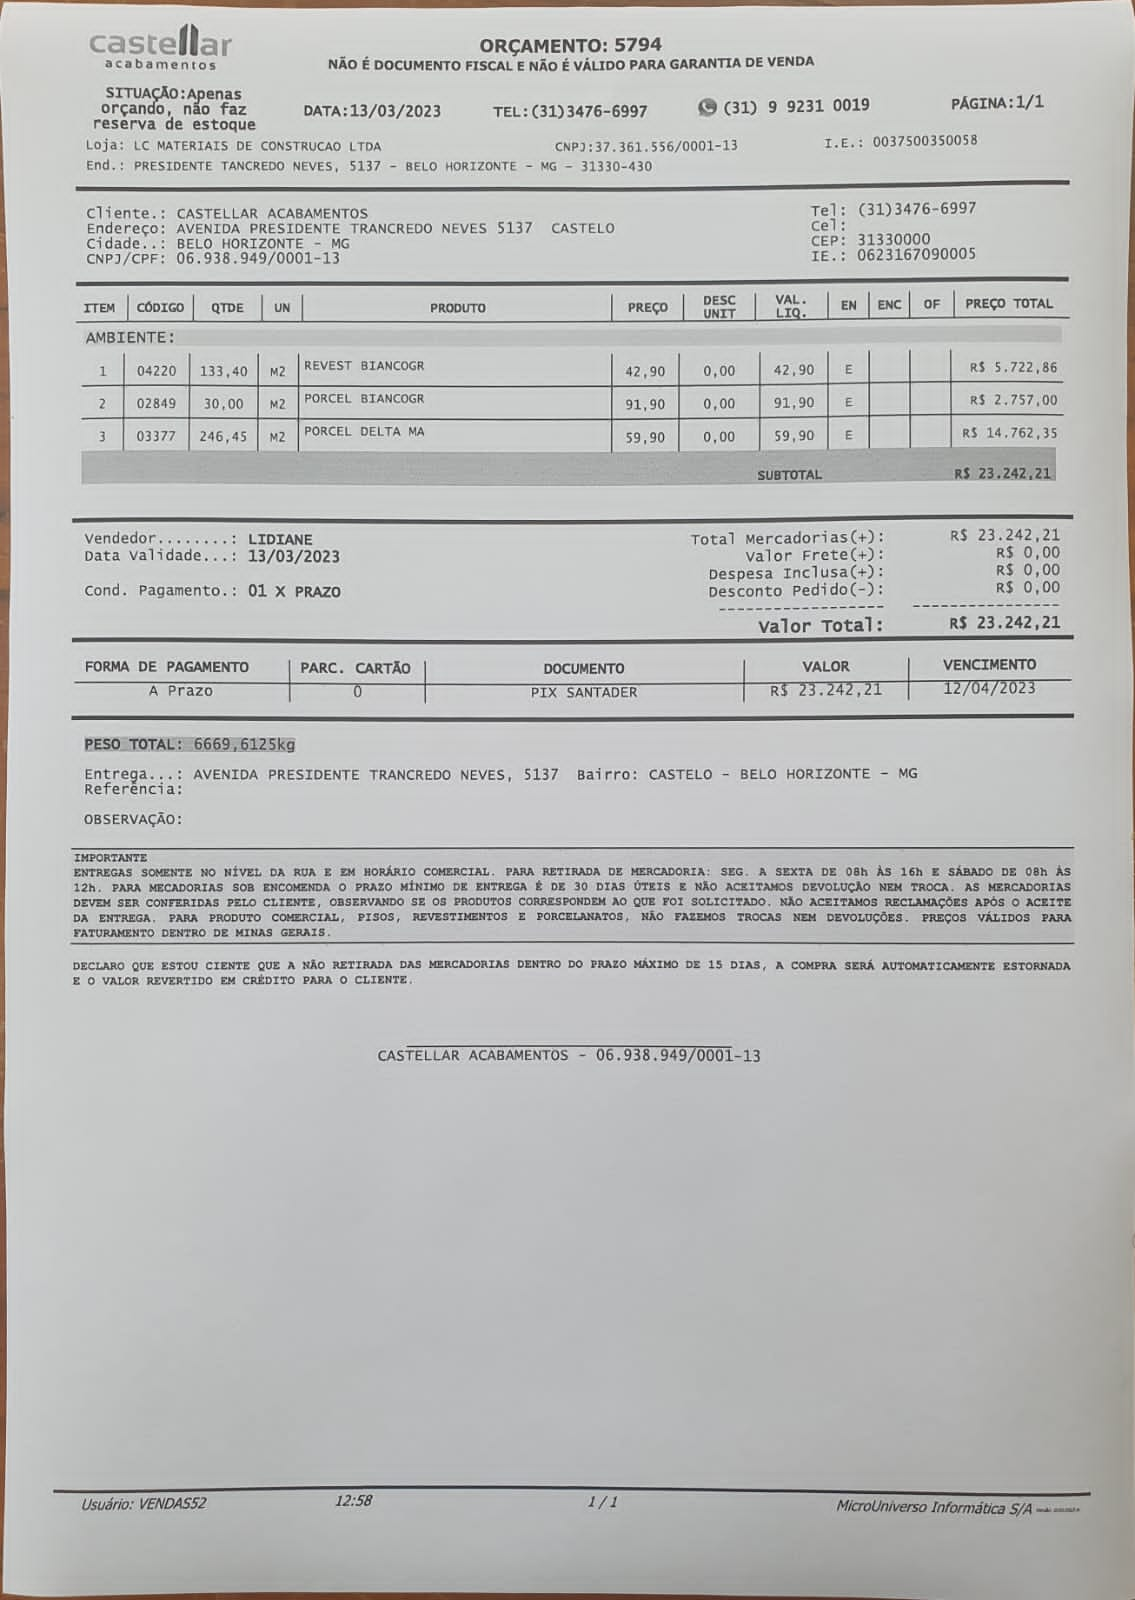 castellar
acabamentos
ORÇAMENTO: 5794
NÃO É DOCUMENTO FISCAL E NÃO É VÁLIDO PARA GARANTIA DE VENDA
SITUAÇÃO:Apenas orçando, não faz reserva de estoque
DATA:13/03/2023 TEL:(31)3476-6997 (31) 9 9231 0019 PÁGINA:1/1
Loja: LC MATERIAIS DE CONSTRUCAO LTDA CNPJ:37.361.556/0001-13 I.E.: 0037500350058
End.: PRESIDENTE TANCREDO NEVES, 5137 - BELO HORIZONTE - MG - 31330-430
Cliente.: CASTELLAR ACABAMENTOS Tel: (31)3476-6997
Endereço: AVENIDA PRESIDENTE TRANCREDO NEVES 5137 CASTELO Cel:
Cidade..: BELO HORIZONTE - MG CEP: 31330000
CNPJ/CPF: 06.938.949/0001-13 IE.: 0623167090005
ITEM CÓDIGO QTDE UN PRODUTO PREÇO DESC UNIT VAL. LIQ. EN ENC OF PREÇO TOTAL
AMBIENTE:
1 04220 133,40 M2 REVEST BIANCOGR 42,90 0,00 42,90 E R$ 5.722,86
2 02849 30,00 M2 PORCEL BIANCOGR 91,90 0,00 91,90 E R$ 2.757,00
3 03377 246,45 M2 PORCEL DELTA MA 59,90 0,00 59,90 E R$ 14.762,35
SUBTOTAL R$ 23.242,21
Vendedor........: LIDIANE Total Mercadorias(+): R$ 23.242,21
Data Validade...: 13/03/2023 Valor Frete(+): R$ 0,00
Despesa Inclusa(+): R$ 0,00
Cond. Pagamento.: 01 X PRAZO Desconto Pedido(-): R$ 0,00
------------------ ----------------
Valor Total: R$ 23.242,21
FORMA DE PAGAMENTO PARC. CARTÃO DOCUMENTO VALOR VENCIMENTO
A Prazo 0 PIX SANTADER R$ 23.242,21 12/04/2023
PESO TOTAL: 6669,6125kg
Entrega...: AVENIDA PRESIDENTE TRANCREDO NEVES, 5137 Bairro: CASTELO - BELO HORIZONTE - MG
Referência:
OBSERVAÇÃO:
IMPORTANTE
ENTREGAS SOMENTE NO NÍVEL DA RUA E EM HORÁRIO COMERCIAL. PARA RETIRADA DE MERCADORIA: SEG. A SEXTA DE 08h ÀS 16h E SÁBADO DE 08h ÀS
12h. PARA MECADORIAS SOB ENCOMENDA O PRAZO MÍNIMO DE ENTREGA É DE 30 DIAS ÚTEIS E NÃO ACEITAMOS DEVOLUÇÃO NEM TROCA. AS MERCADORIAS
DEVEM SER CONFERIDAS PELO CLIENTE, OBSERVANDO SE OS PRODUTOS CORRESPONDEM AO QUE FOI SOLICITADO. NÃO ACEITAMOS RECLAMAÇÕES APÓS O ACEITE
DA ENTREGA. PARA PRODUTO COMERCIAL, PISOS, REVESTIMENTOS E PORCELANATOS, NÃO FAZEMOS TROCAS NEM DEVOLUÇÕES. PREÇOS VÁLIDOS PARA
FATURAMENTO DENTRO DE MINAS GERAIS.
DECLARO QUE ESTOU CIENTE QUE A NÃO RETIRADA DAS MERCADORIAS DENTRO DO PRAZO MÁXIMO DE 15 DIAS, A COMPRA SERÁ AUTOMATICAMENTE ESTORNADA
E O VALOR REVERTIDO EM CRÉDITO PARA O CLIENTE.
CASTELLAR ACABAMENTOS - 06.938.949/0001-13
Usuário: VENDAS52 12:58 1 / 1 MicroUniverso Informática S/A